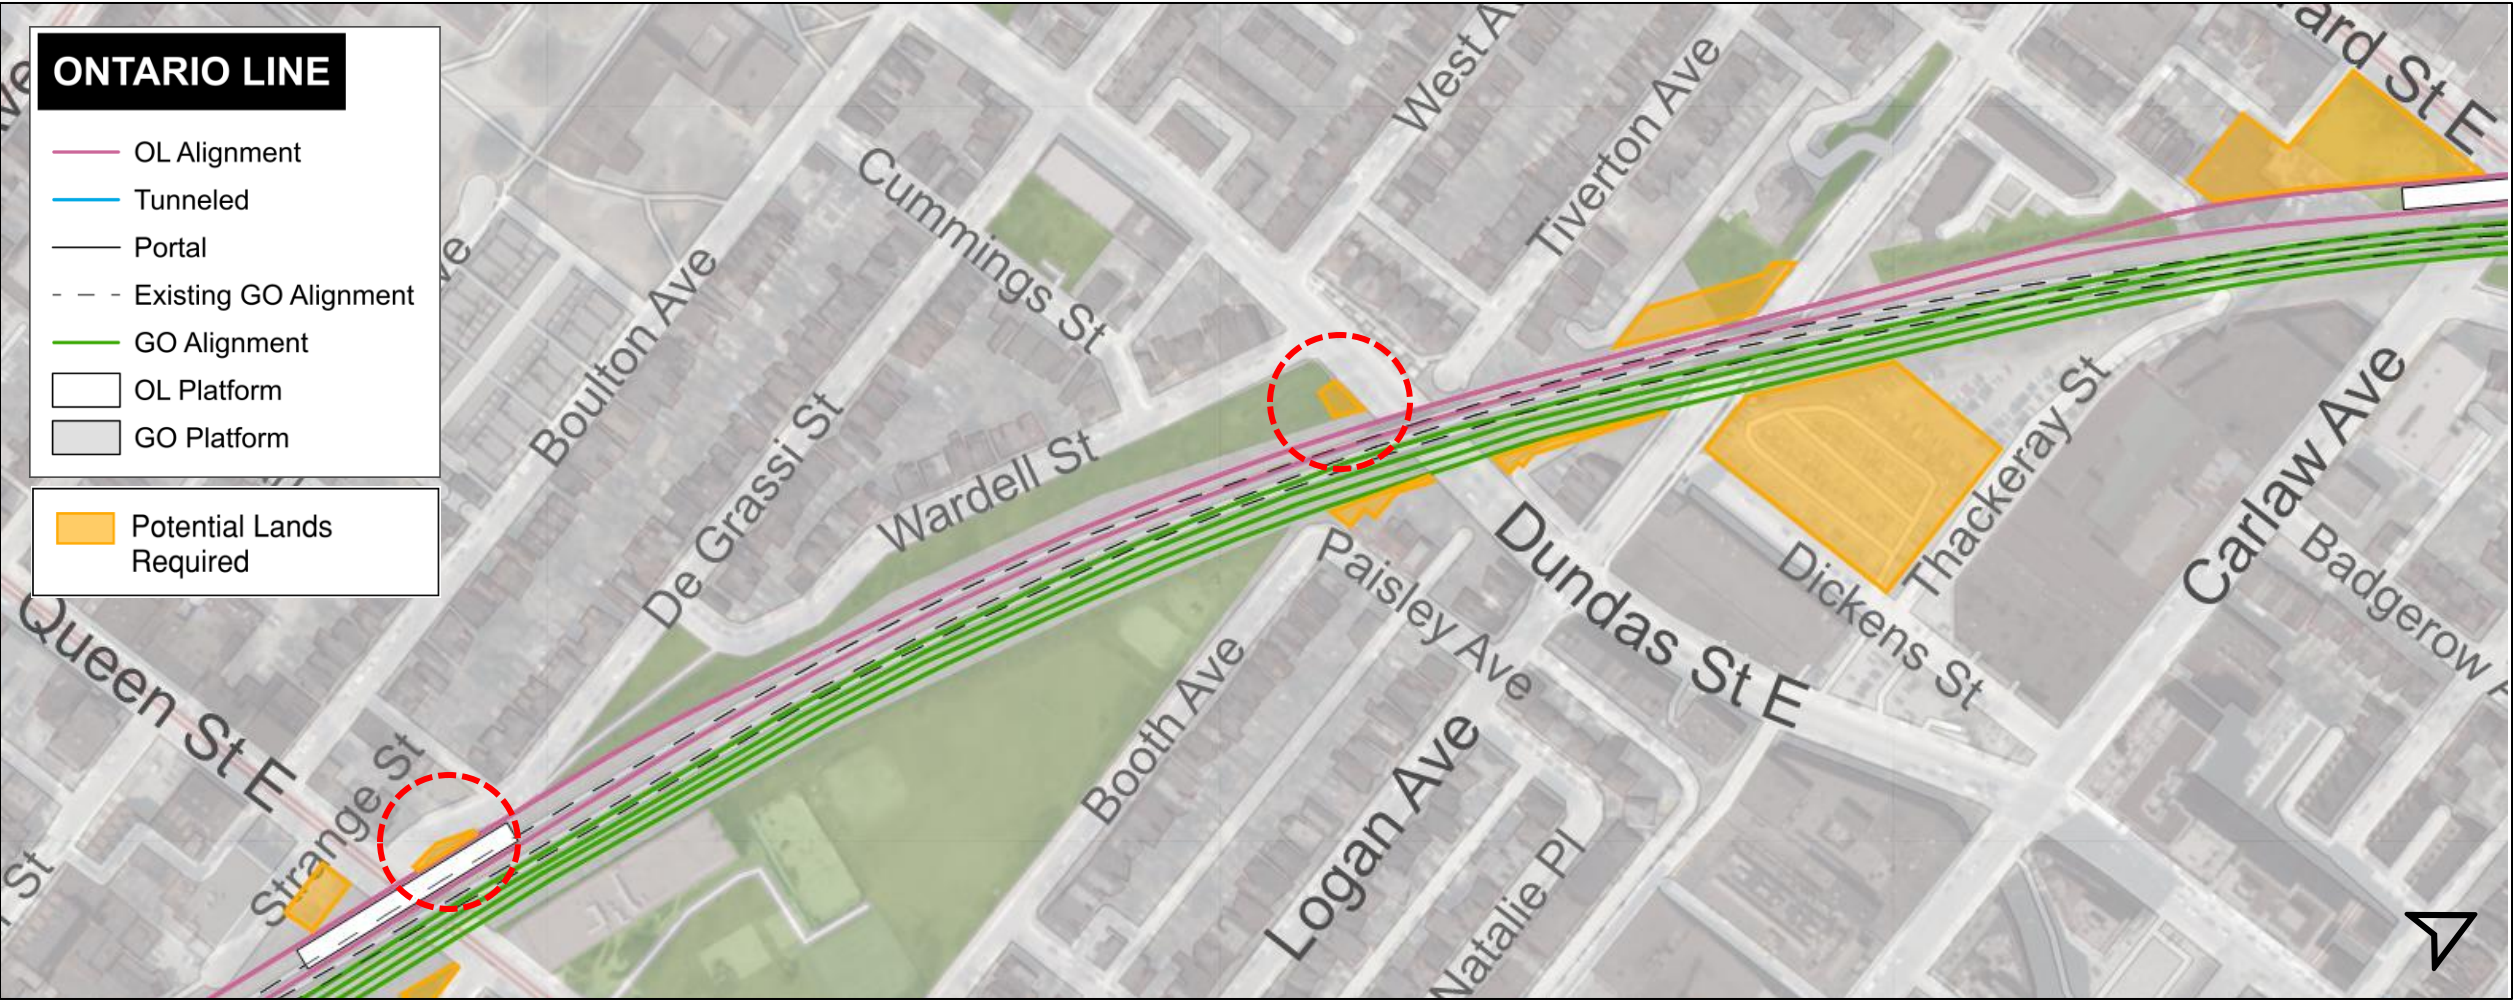 ONTARIO LINE
OL Alignment
Tunneled
Portal
Existing GO Alignment
GO Alignment
OL Platform
GO Platform
Potential Lands
Required
West A
Tiverton Ave
ard St E
Cummings St
Boulton Ave
De Grassi St
Wardell St
Queen St E
Strange St
St
Paisley Ave
Dundas St E
Dickens St
Thackeray St
Carlaw Ave
Badgerow A
Booth Ave
Logan Ave
Natalie Pl